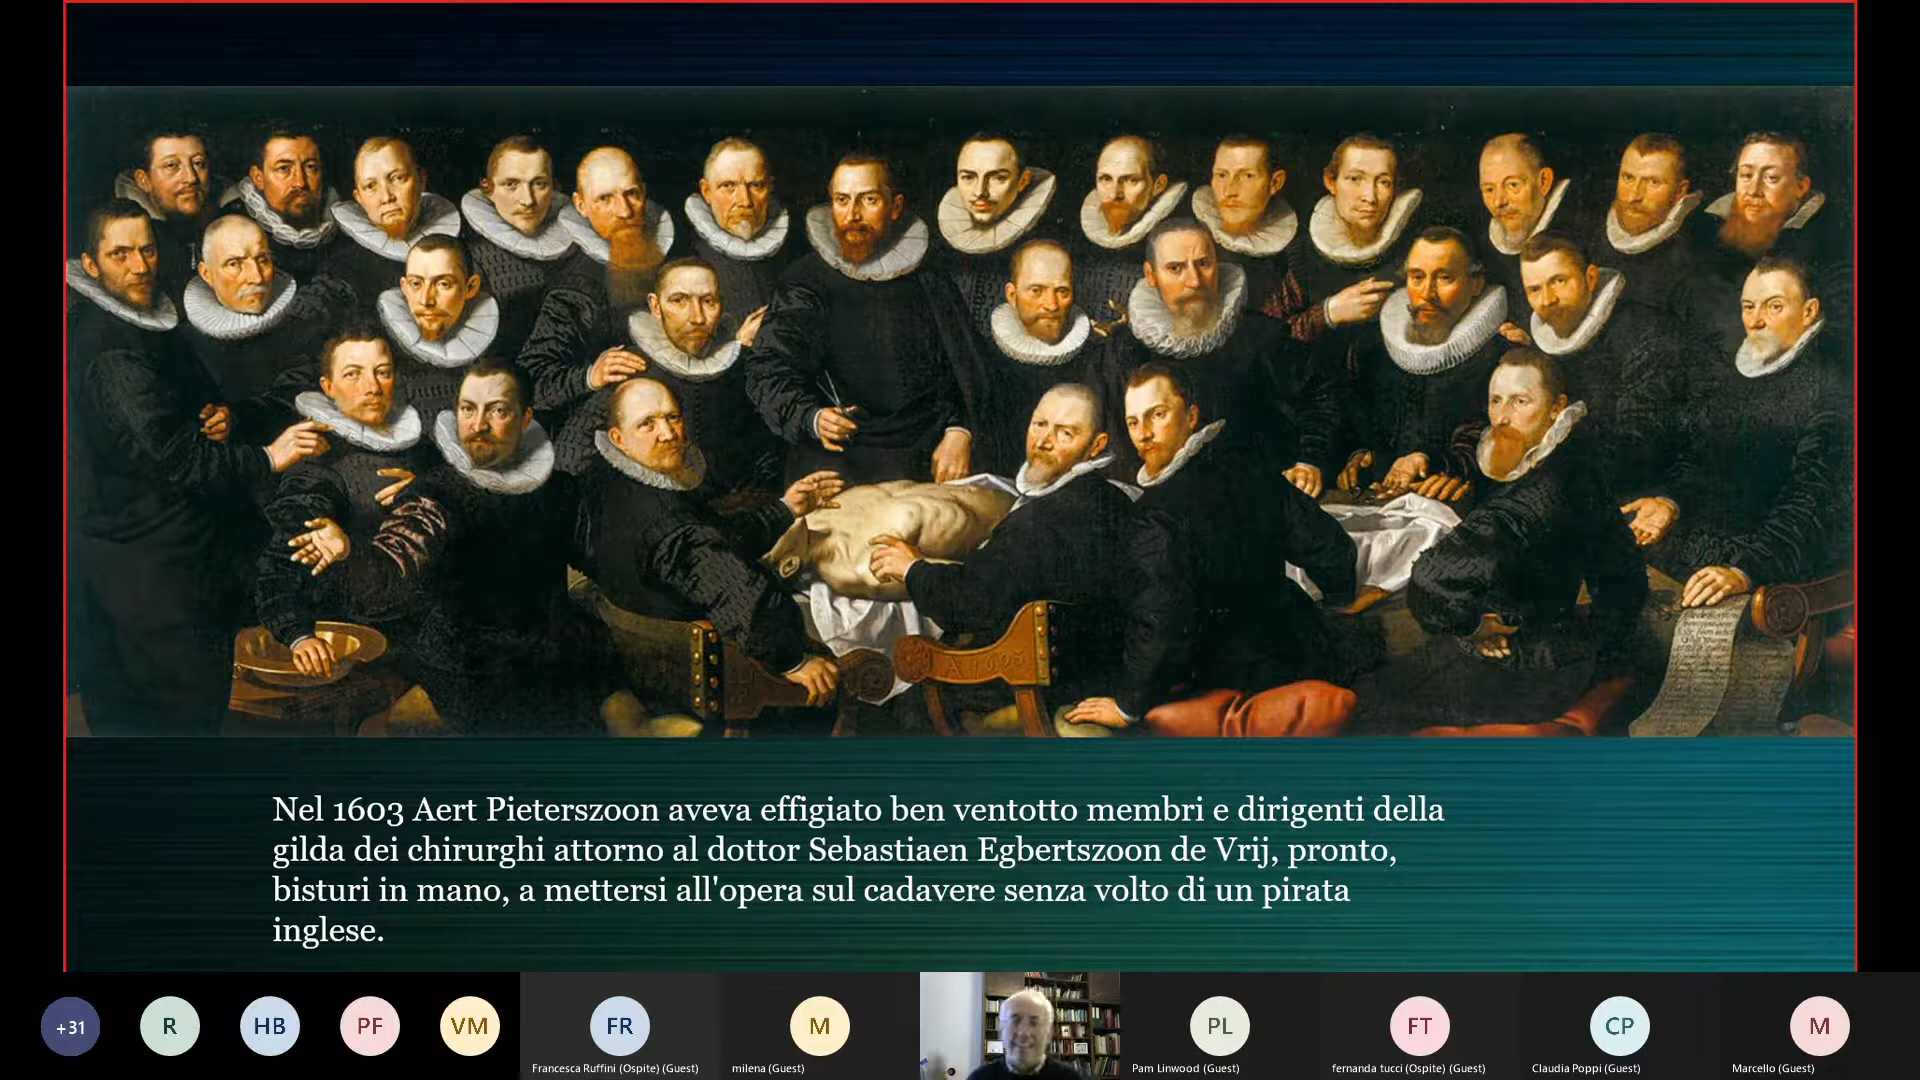 A 1603
Nel 1603 Aert Pieterszoon aveva effigiato ben ventotto membri e dirigenti della
gilda dei chirurghi attorno al dottor Sebastiaen Egbertszoon de Vrij, pronto,
bisturi in mano, a mettersi all'opera sul cadavere senza volto di un pirata
inglese.
+31
R
HB
PF
VM
FR
M
PL
FT
CP
M
Francesca Ruffini (Ospite) (Guest)
milena (Guest)
Pam Linwood (Guest)
fernanda tucci (Ospite) (Guest)
Claudia Poppi (Guest)
Marcello (Guest)